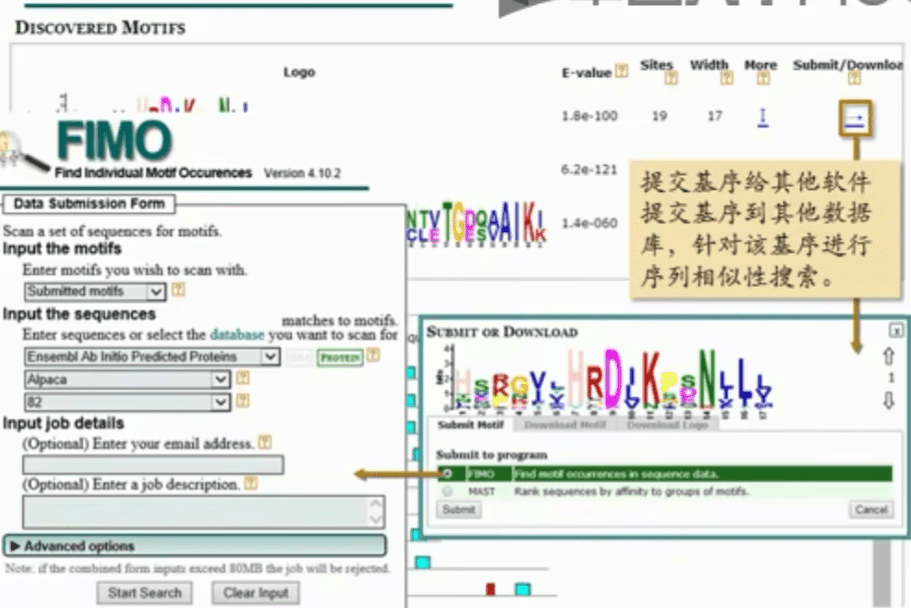 DISCOVERED MOTIFS
Logo
E-value ? Sites ? Width ? More ? Submit/Downloa ?
1.8e-100 19 17
6.2e-121
1.4e-060
FIMO
Find Individual Motif Occurences Version 4.10.2
Data Submission Form
Scan a set of sequences for motifs.
Input the motifs
Enter motifs you wish to scan with.
Submitted motifs ?
Input the sequences
matches to motifs.
Enter sequences or select the database you want to scan for
Ensembl Ab Initio Predicted Proteins PROTEIN ?
Alpaca ?
82 ?
Input job details
(Optional) Enter your email address. ?
(Optional) Enter a job description. ?
Advanced options
Note: if the combined form inputs exceed 80MB the job will be rejected.
Start Search Clear Input
提交基序给其他软件
提交基序到其他数据
库，针对该基序进行
序列相似性搜索。
SUBMIT OR DOWNLOAD x
1
Submit Motif Download Motif Download Logo
Submit to program
FIMO Find motif occurrences in sequence data.
MAST Rank sequences by affinity to groups of motifs.
Submit Cancel